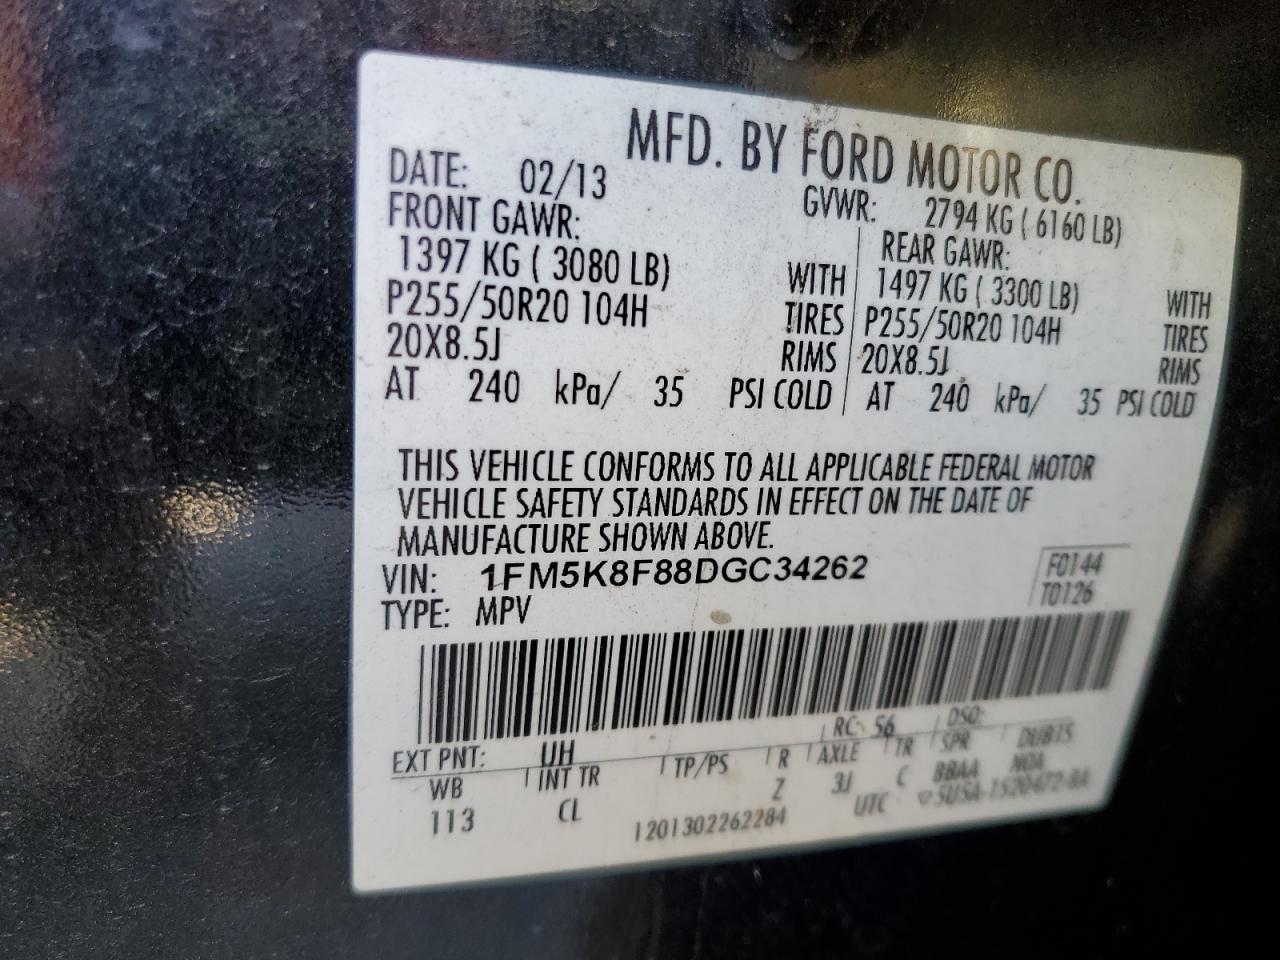 MFD. BY FORD MOTOR CO.
DATE: 02/13 GVWR: 2794 KG ( 6160 LB)
FRONT GAWR: REAR GAWR:
1397 KG ( 3080 LB) WITH 1497 KG ( 3300 LB) WITH
P255/50R20 104H TIRES P255/50R20 104H TIRES
20X8.5J RIMS 20X8.5J RIMS
AT 240 kPa/ 35 PSI COLD AT 240 kPa/ 35 PSI COLD
THIS VEHICLE CONFORMS TO ALL APPLICABLE FEDERAL MOTOR
VEHICLE SAFETY STANDARDS IN EFFECT ON THE DATE OF
MANUFACTURE SHOWN ABOVE.
VIN: 1FM5K8F88DGC34262 F0144
TYPE: MPV T0126
EXT PNT: UH RC: 56 DSO:
WB INT TR TP/PS R AXLE TR SPR DUBTS
113 CL Z 3J C BBAA NOA
1201302262284 UTC ▽5USA-1520472-BA